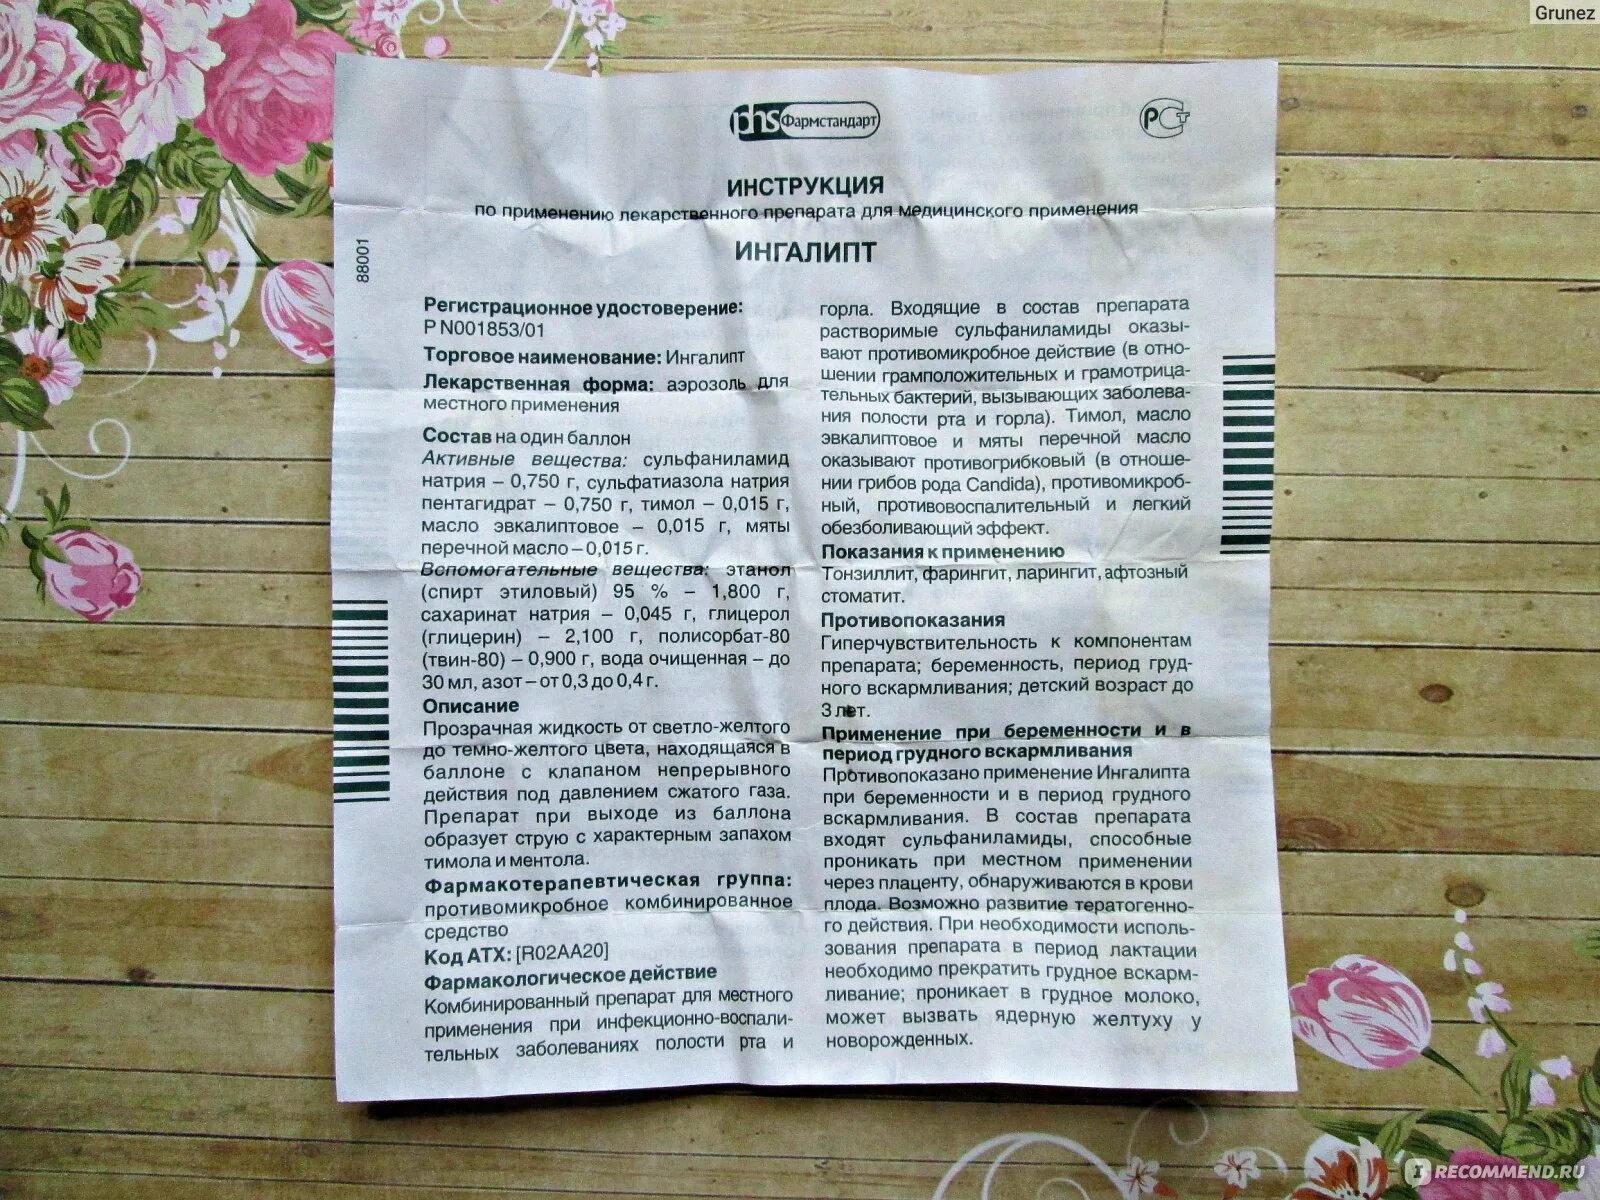 Grunez
phs Фармстандарт
РСТ
ИНСТРУКЦИЯ
по применению лекарственного препарата для медицинского применения
ИНГАЛИПТ
88001
Регистрационное удостоверение:
Р N001853/01
Торговое наименование: Ингалипт
Лекарственная форма: аэрозоль для
местного применения
Состав на один баллон
Активные вещества: сульфаниламид
натрия – 0,750 г, сульфатиазола натрия
пентагидрат – 0,750 г, тимол – 0,015 г,
масло эвкалиптовое – 0,015 г, мяты
перечной масло – 0,015 г.
Вспомогательные вещества: этанол
(спирт этиловый) 95 % – 1,800 г,
сахаринат натрия – 0,045 г, глицерол
(глицерин) – 2,100 г, полисорбат-80
(твин-80) – 0,900 г, вода очищенная – до
30 мл, азот – от 0,3 до 0,4 г.
Описание
Прозрачная жидкость от светло-желтого
до темно-желтого цвета, находящаяся в
баллоне с клапаном непрерывного
действия под давлением сжатого газа.
Препарат при выходе из баллона
образует струю с характерным запахом
тимола и ментола.
Фармакотерапевтическая группа:
противомикробное комбинированное
средство
Код АТХ: [R02AA20]
Фармакологическое действие
Комбинированный препарат для местного
применения при инфекционно-воспали-
тельных заболеваниях полости рта и
горла. Входящие в состав препарата
растворимые сульфаниламиды оказы-
вают противомикробное действие (в отно-
шении грамположительных и грамотрица-
тельных бактерий, вызывающих заболева-
ния полости рта и горла). Тимол, масло
эвкалиптовое и мяты перечной масло
оказывают противогрибковый (в отноше-
нии грибов рода Candida), противомикроб-
ный, противовоспалительный и легкий
обезболивающий эффект.
Показания к применению
Тонзиллит, фарингит, ларингит, афтозный
стоматит.
Противопоказания
Гиперчувствительность к компонентам
препарата; беременность, период груд-
ного вскармливания; детский возраст до
3 лет.
Применение при беременности и в
период грудного вскармливания
Противопоказано применение Ингалипта
при беременности и в период грудного
вскармливания. В состав препарата
входят сульфаниламиды, способные
проникать при местном применении
через плаценту, обнаруживаются в крови
плода. Возможно развитие тератогенно-
го действия. При необходимости исполь-
зования препарата в период лактации
необходимо прекратить грудное вскарм-
ливание; проникает в грудное молоко,
может вызвать ядерную желтуху у
новорожденных.
IRECOMMEND.RU